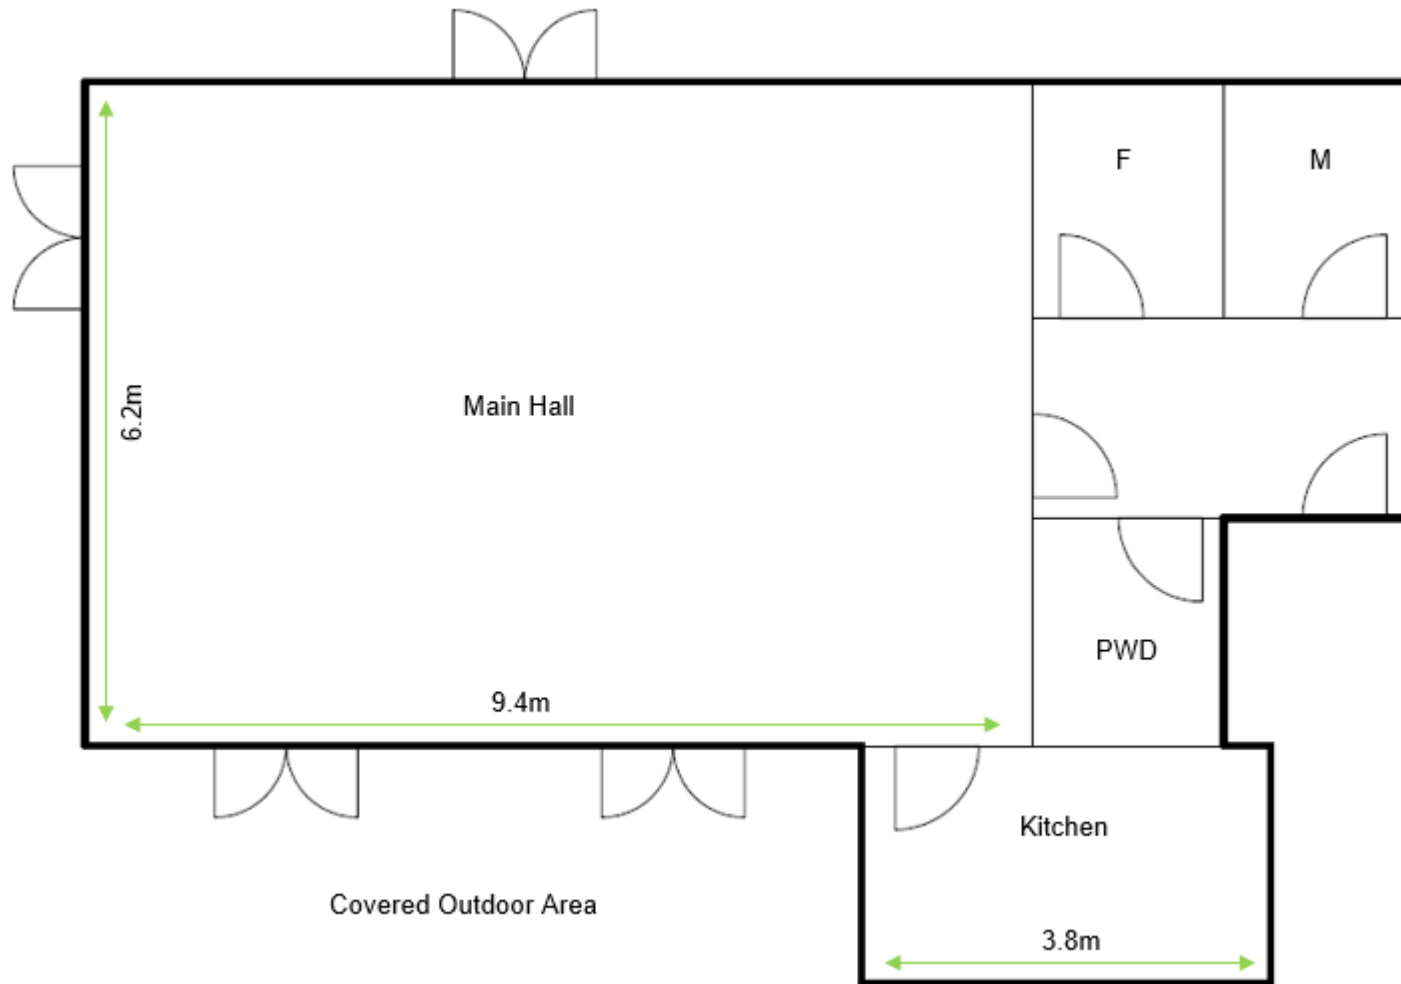 F
M
6.2m
Main Hall
PWD
9.4m
Kitchen
Covered Outdoor Area
3.8m